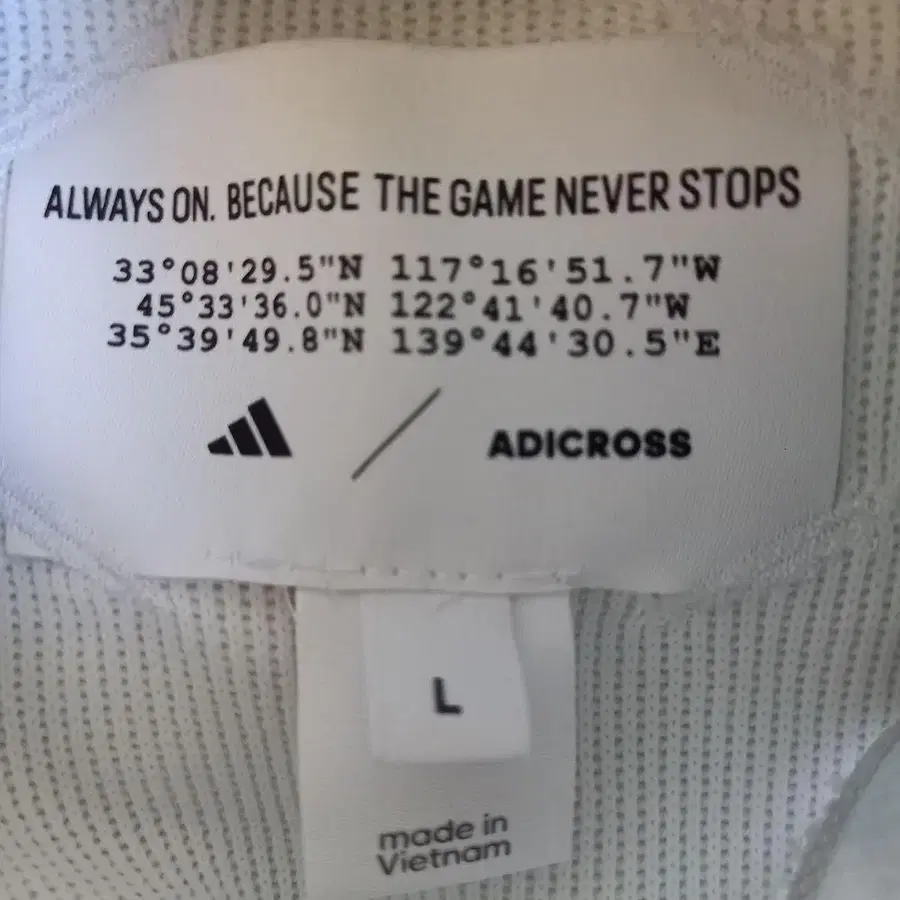 ALWAYS ON. BECAUSE THE GAME NEVER STOPS
33°08'29.5"N 117°16'51.7"W
45°33'36.0"N 122°41'40.7"W
35°39'49.8"N 139°44'30.5"E
ADICROSS
L
made in
Vietnam